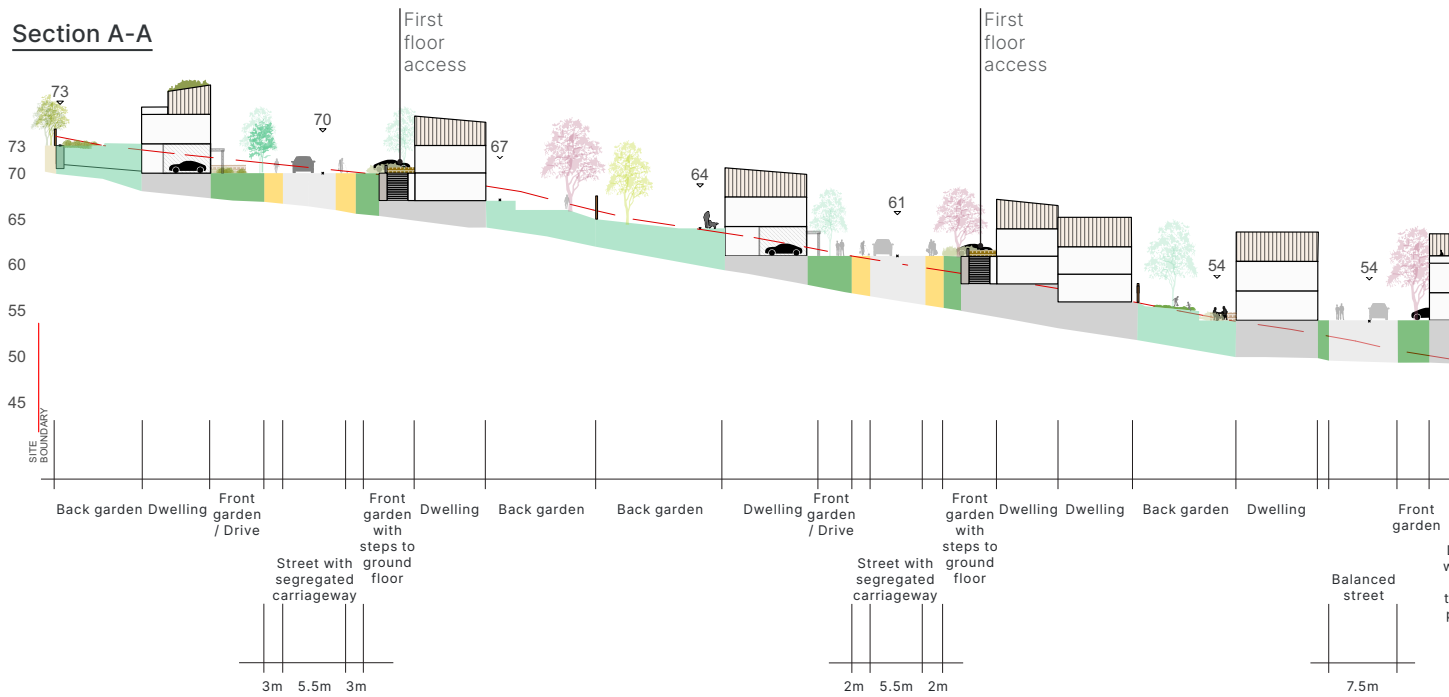 Section A-A
First
floor
access
First
floor
access
73
70
67
64
61
54
54
73
70
65
60
55
50
45
SITE
BOUNDARY
Back garden
Dwelling
Front
garden
/ Drive
Street with
segregated
carriageway
Front
garden
with
steps to
ground
floor
Dwelling
Back garden
Back garden
Dwelling
Front
garden
/ Drive
Street with
segregated
carriageway
Front
garden
with
steps to
ground
floor
Dwelling
Dwelling
Back garden
Dwelling
Balanced
street
Front
garden
3m
5.5m
3m
2m
5.5m
2m
7.5m